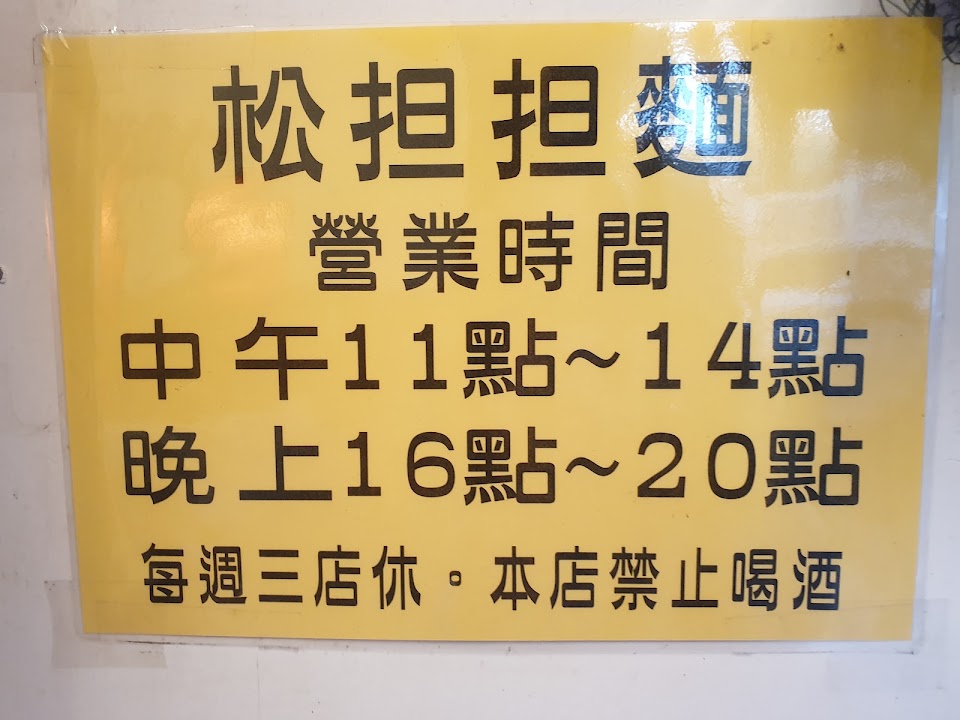 松担担麵
營業時間
中午11點~14點
晚上16點~20點
每週三店休。本店禁止喝酒